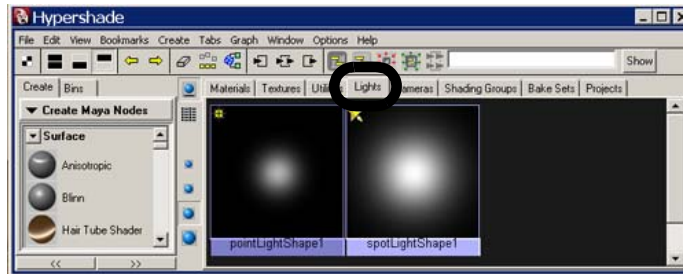 Hypershade
File Edit View Bookmarks Create Tabs Graph Window Options Help
Show
Create Bins
Materials Textures Lights Shading Groups Bake Sets Projects
Create Maya Nodes
Surface
Anisotropic
Blinn
Hair Tube Shader
<< >>
pointLightShape1 spotLightShape1